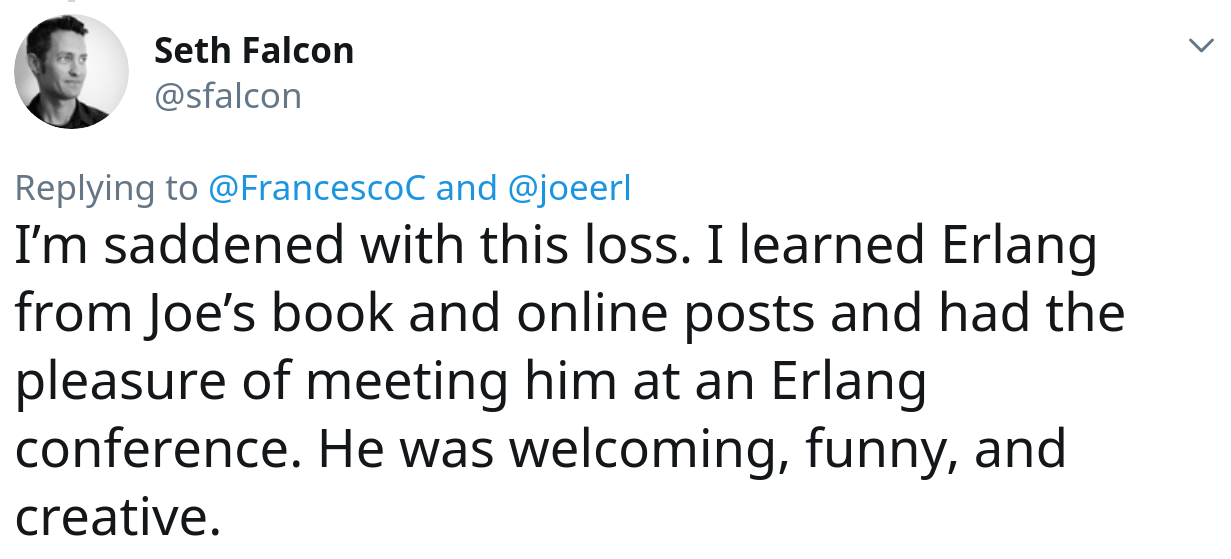 Seth Falcon
@sfalcon
Replying to @FrancescoC and @joeerl
I’m saddened with this loss. I learned Erlang
from Joe’s book and online posts and had the
pleasure of meeting him at an Erlang
conference. He was welcoming, funny, and
creative.